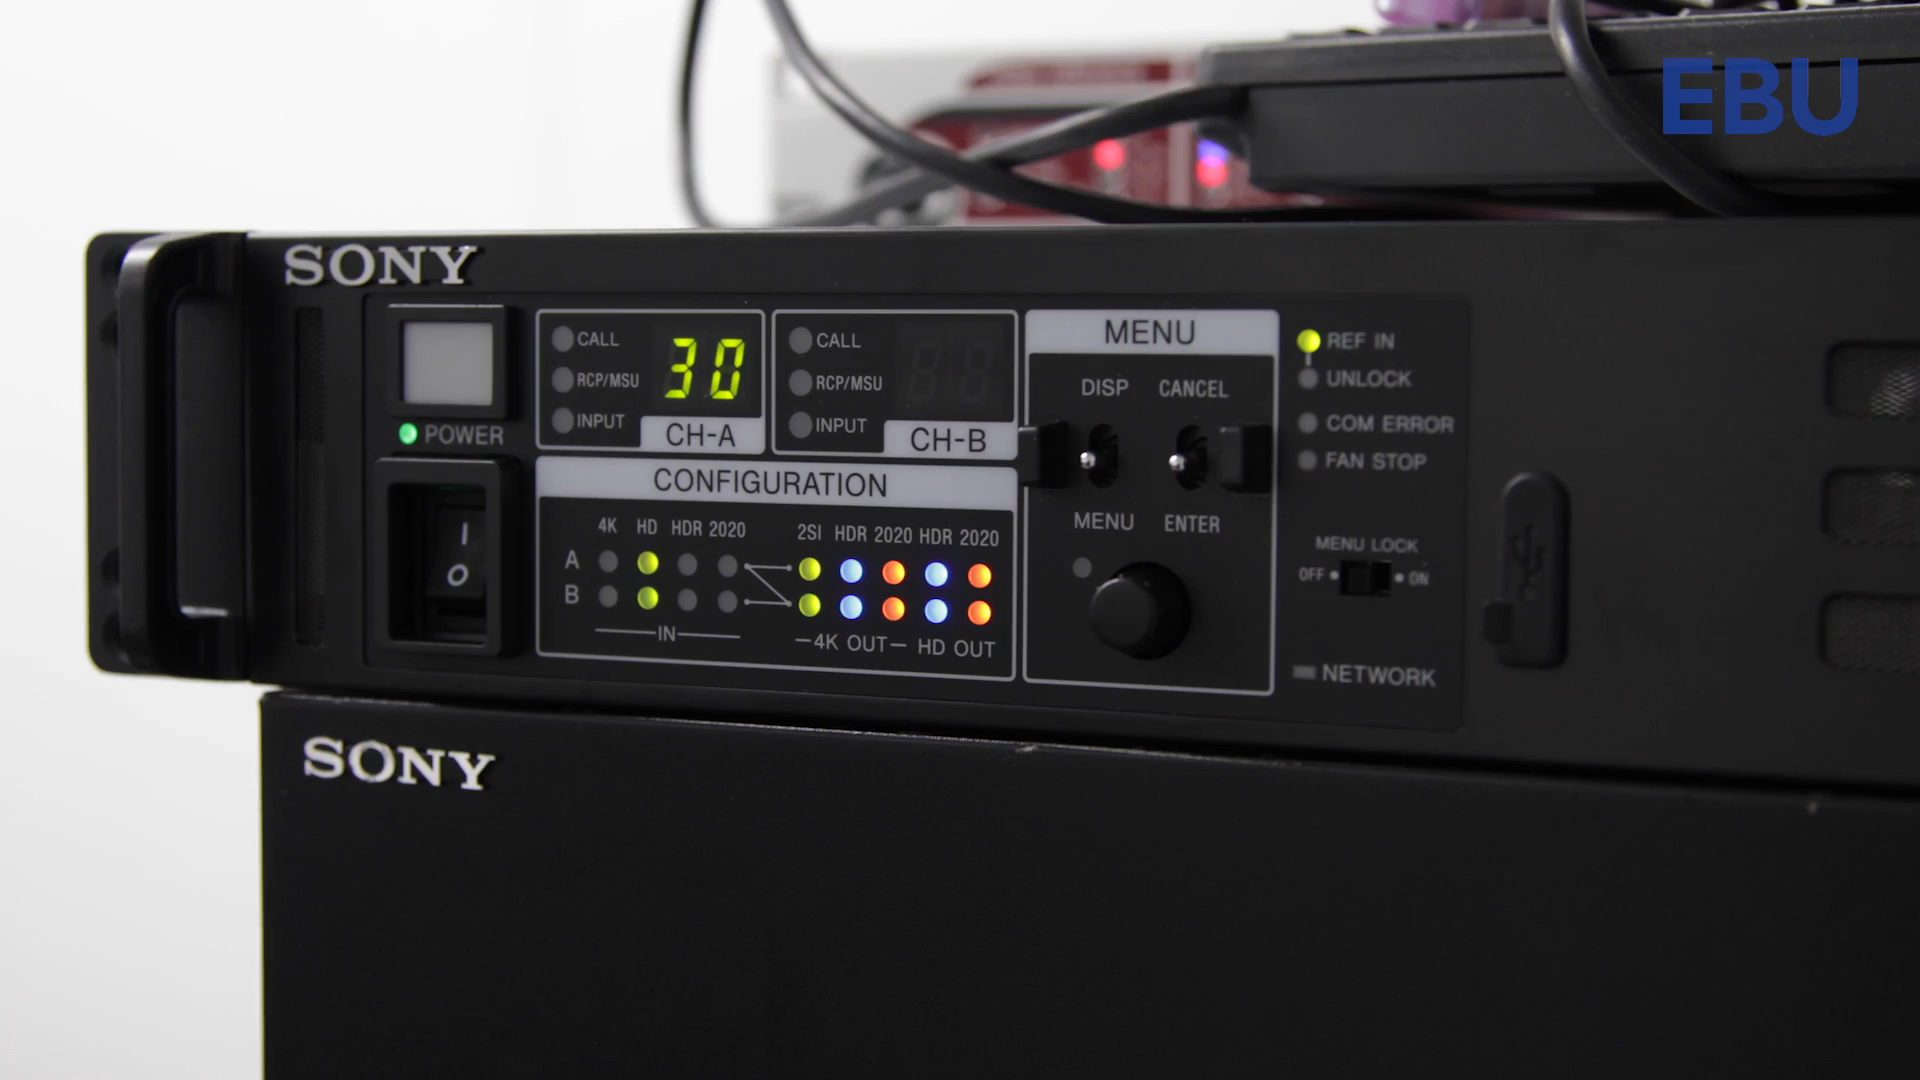 EBU
SONY
POWER
I
O
CALL
RCP/MSU
INPUT
30
CH-A
CALL
RCP/MSU
INPUT
CH-B
CONFIGURATION
4K HD HDR 2020 2SI HDR 2020 HDR 2020
A
B
IN 4K OUT HD OUT
MENU
DISP CANCEL
MENU ENTER
REF IN
UNLOCK
COM ERROR
FAN STOP
MENU LOCK
OFF ON
NETWORK
SONY